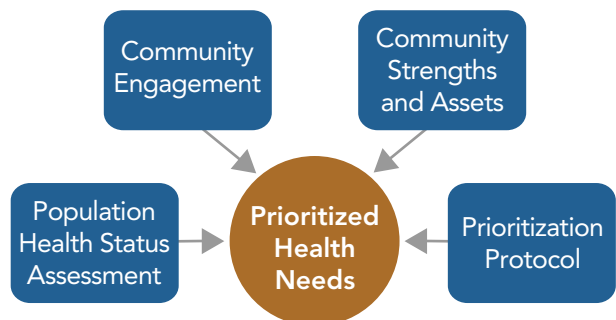 Community
Engagement
Community
Strengths
and Assets
Population
Health Status
Assessment
Prioritized
Health
Needs
Prioritization
Protocol